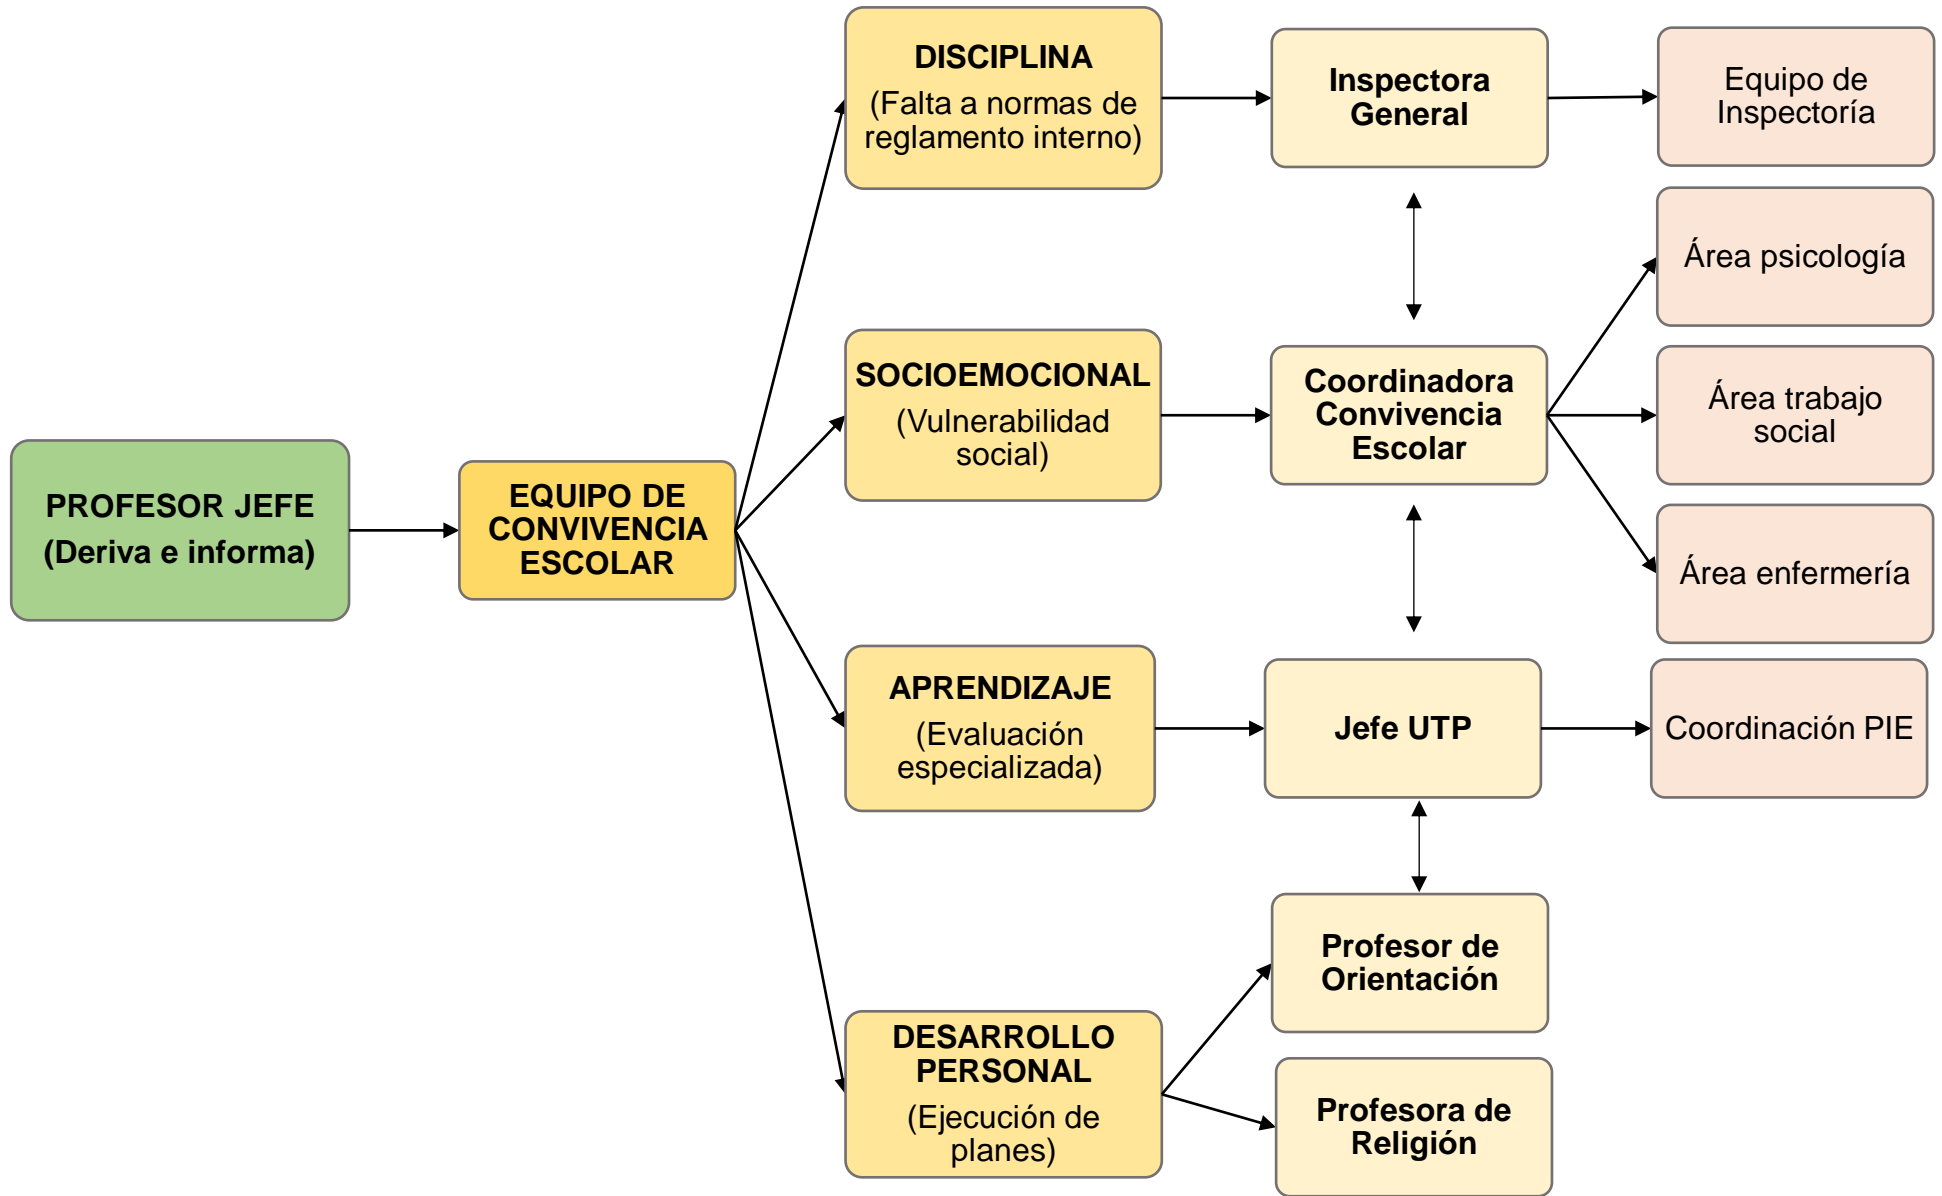 PROFESOR JEFE
(Deriva e informa)
EQUIPO DE
CONVIVENCIA
ESCOLAR
DISCIPLINA
(Falta a normas de
reglamento interno)
Inspectora
General
Equipo de
Inspectoría
SOCIOEMOCIONAL
(Vulnerabilidad
social)
Coordinadora
Convivencia
Escolar
Área psicología
Área trabajo
social
Área enfermería
APRENDIZAJE
(Evaluación
especializada)
Jefe UTP
Coordinación PIE
DESARROLLO
PERSONAL
(Ejecución de
planes)
Profesor de
Orientación
Profesora de
Religión